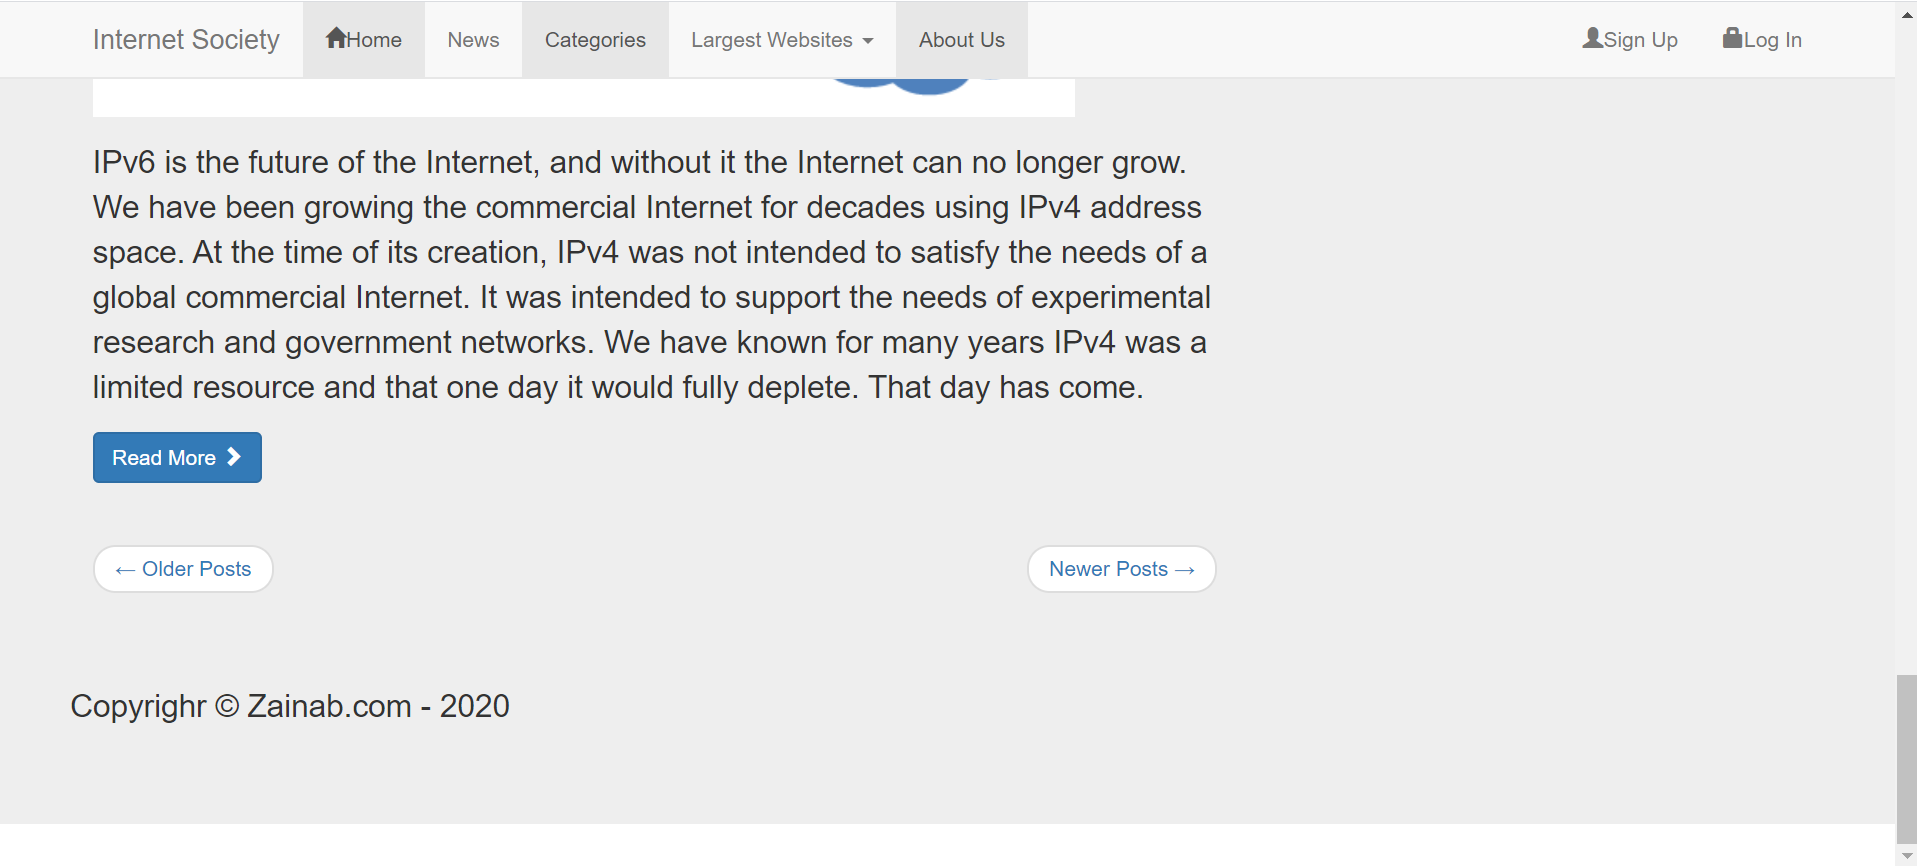 Internet Society Home News Categories Largest Websites About Us Sign Up Log In
IPv6 is the future of the Internet, and without it the Internet can no longer grow.
We have been growing the commercial Internet for decades using IPv4 address
space. At the time of its creation, IPv4 was not intended to satisfy the needs of a
global commercial Internet. It was intended to support the needs of experimental
research and government networks. We have known for many years IPv4 was a
limited resource and that one day it would fully deplete. That day has come.
Read More
← Older Posts Newer Posts →
Copyrighr © Zainab.com - 2020